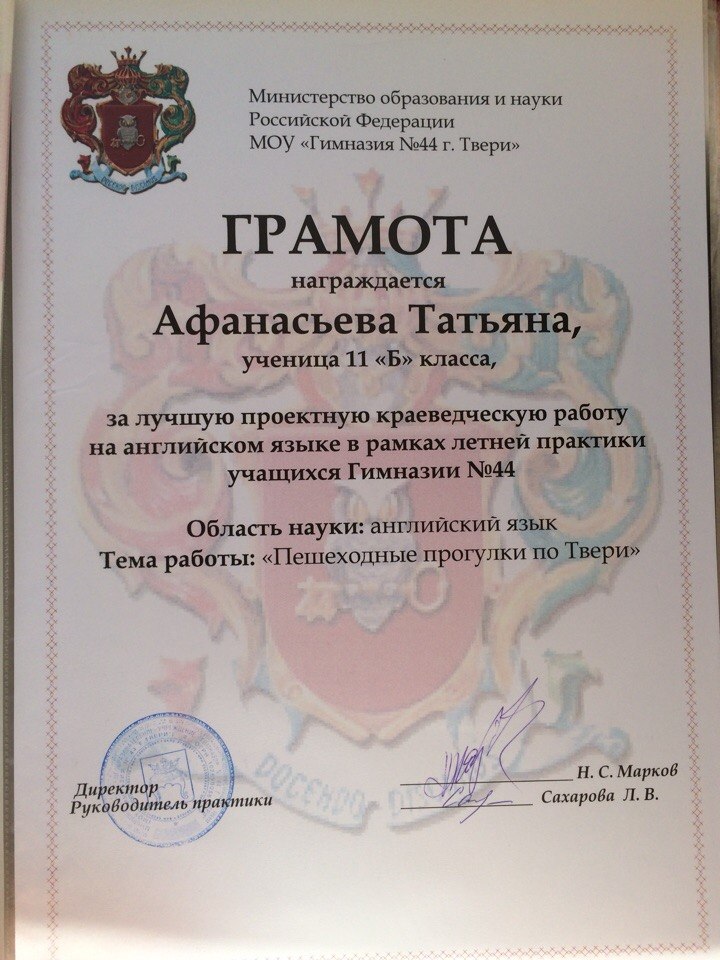 Министерство образования и науки
Российской Федерации
МОУ «Гимназия №44 г. Твери»
ГРАМОТА
награждается
Афанасьева Татьяна,
ученица 11 «Б» класса,
за лучшую проектную краеведческую работу
на английском языке в рамках летней практики
учащихся Гимназии №44
Область науки: английский язык
Тема работы: «Пешеходные прогулки по Твери»
Директор
Н. С. Марков
Руководитель практики
Сахарова Л. В.